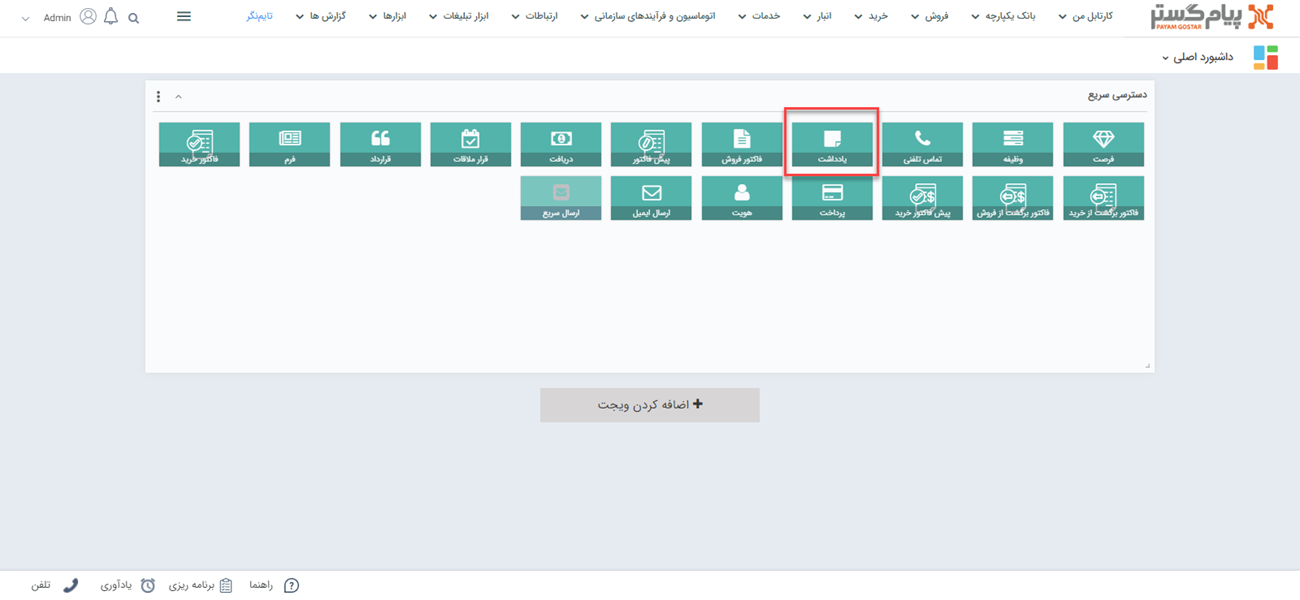 پیام گستر
PAYAM GOSTAR
کارتابل من
بانک یکپارچه
فروش
خرید
انبار
خدمات
اتوماسیون و فرآیندهای سازمانی
ارتباطات
ابزار تبلیغات
ابزارها
گزارش ها
تایم‌نگر
Admin
داشبورد اصلی
دسترسی سریع
فرصت
وظیفه
تماس تلفنی
یادداشت
فاکتور فروش
پیش فاکتور
دریافت
قرار ملاقات
قرارداد
فرم
فاکتور خرید
فاکتور برگشت از خرید
فاکتور برگشت از فروش
پیش فاکتور خرید
پرداخت
هویت
ارسال ایمیل
ارسال سریع
اضافه کردن ویجت
راهنما
برنامه ریزی
یادآوری
تلفن